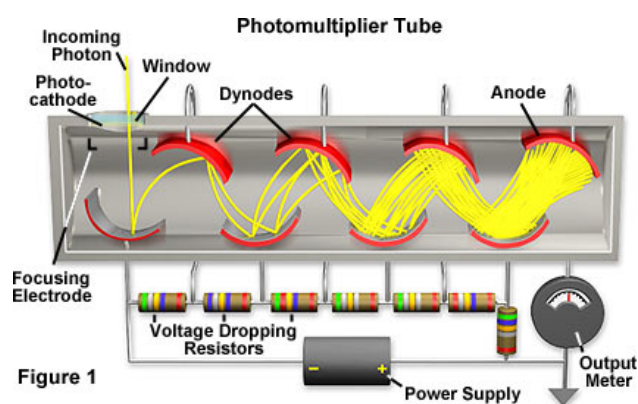 Photomultiplier Tube
Incoming
Photon
Window
Photo-
cathode
Dynodes
Anode
Focusing
Electrode
Voltage Dropping
Resistors
Figure 1
- +
Power Supply
Output
Meter